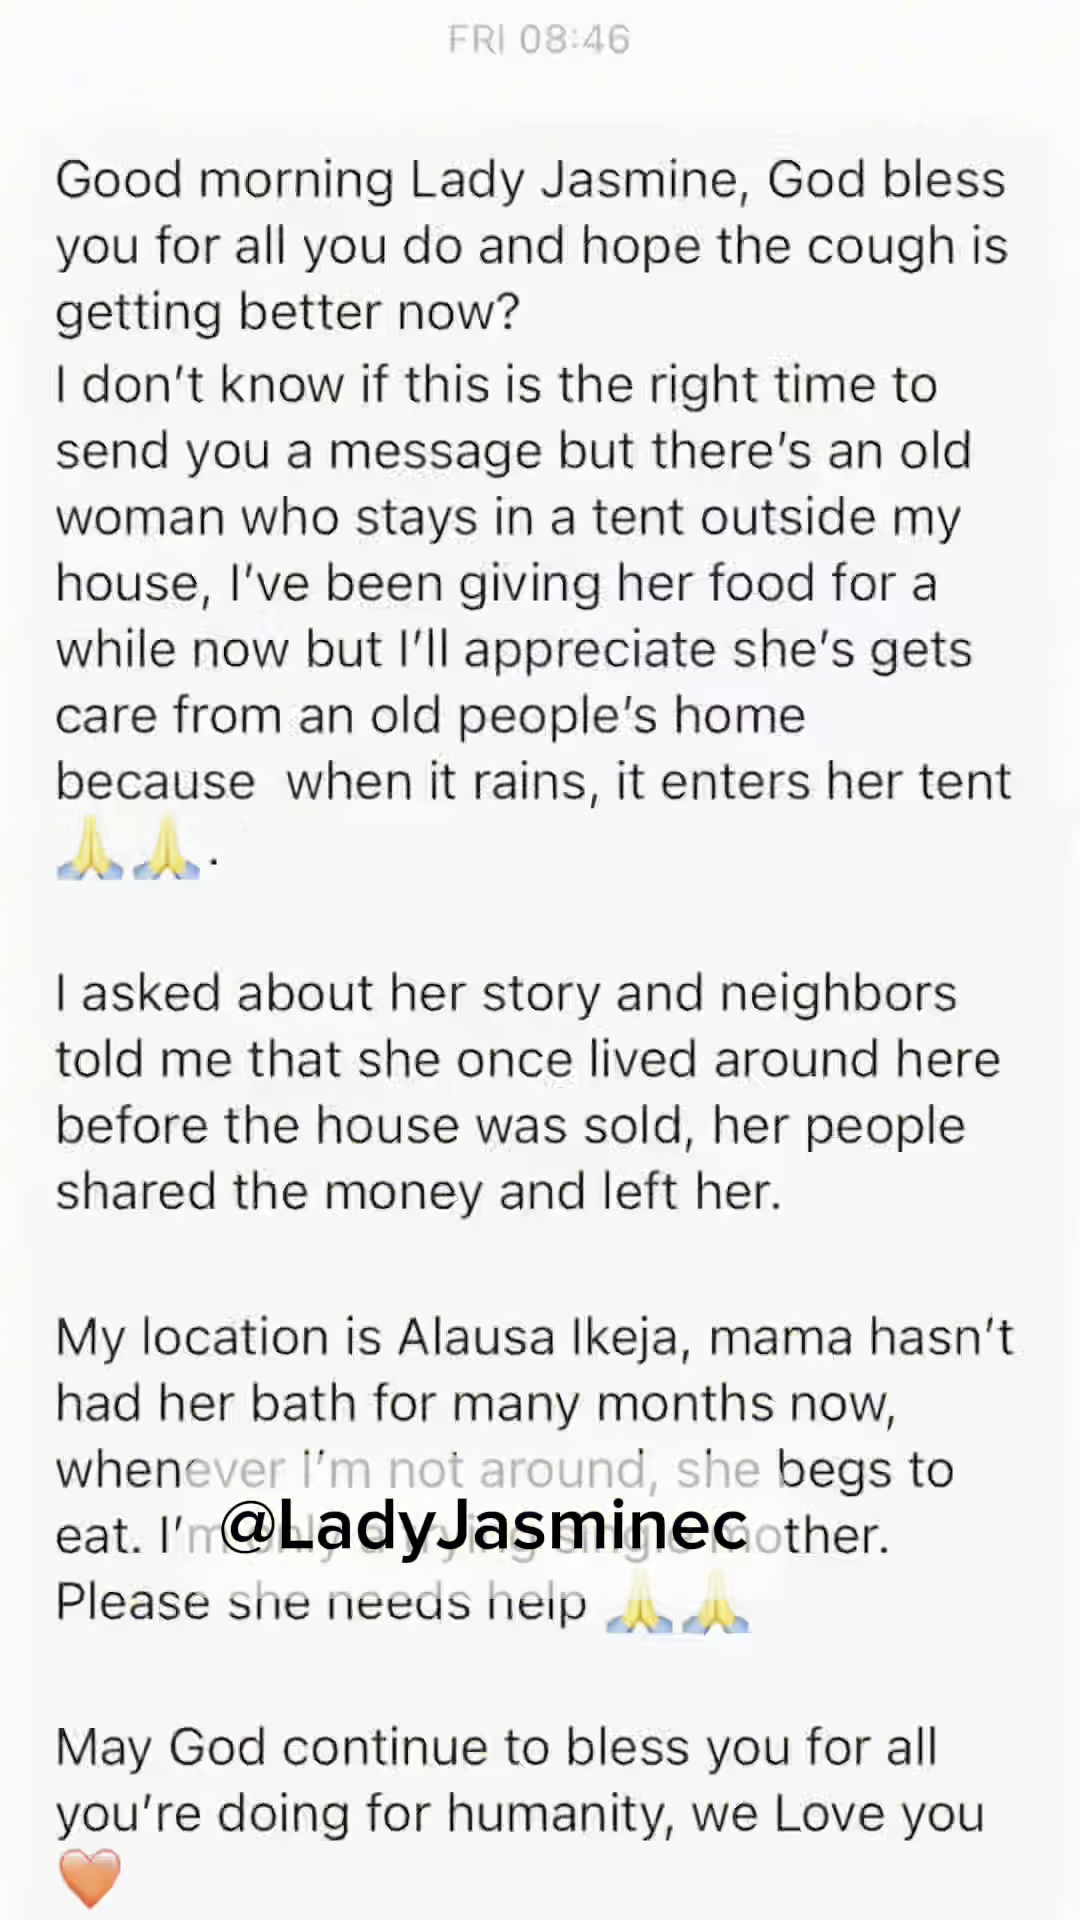 FRI 08:46
Good morning Lady Jasmine, God bless
you for all you do and hope the cough is
getting better now?
I don't know if this is the right time to
send you a message but there's an old
woman who stays in a tent outside my
house, I've been giving her food for a
while now but I'll appreciate she's gets
care from an old people's home
because  when it rains, it enters her tent
🙏🙏.
I asked about her story and neighbors
told me that she once lived around here
before the house was sold, her people
shared the money and left her.
My location is Alausa Ikeja, mama hasn't
had her bath for many months now,
whenever I'm not around, she begs to
eat. I'm only a trying single mother.
@LadyJasminec
Please she needs help 🙏🙏
May God continue to bless you for all
you're doing for humanity, we Love you
🧡